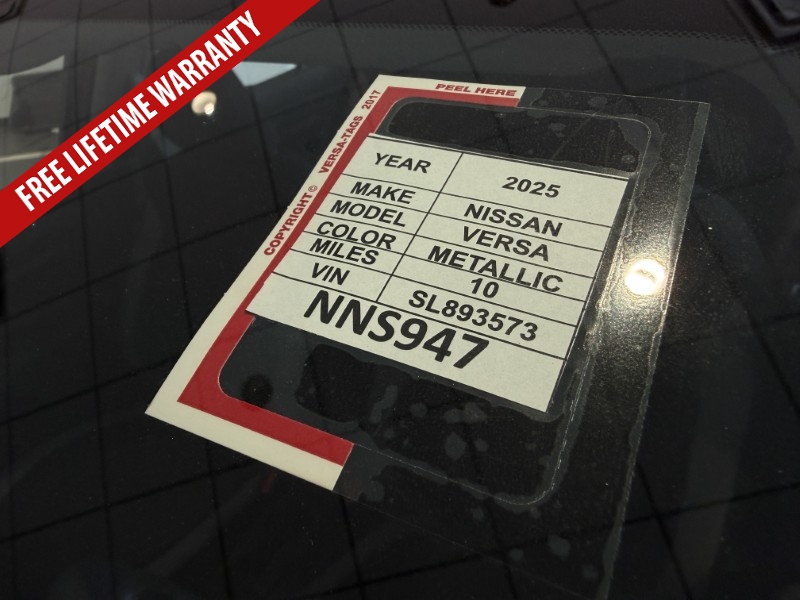 FREE LIFETIME WARRANTY
PEEL HERE
COPYRIGHT © VERSA-TAGS 2017
YEAR 2025
MAKE NISSAN
MODEL VERSA
COLOR METALLIC
MILES 10
VIN SL893573
NNS947